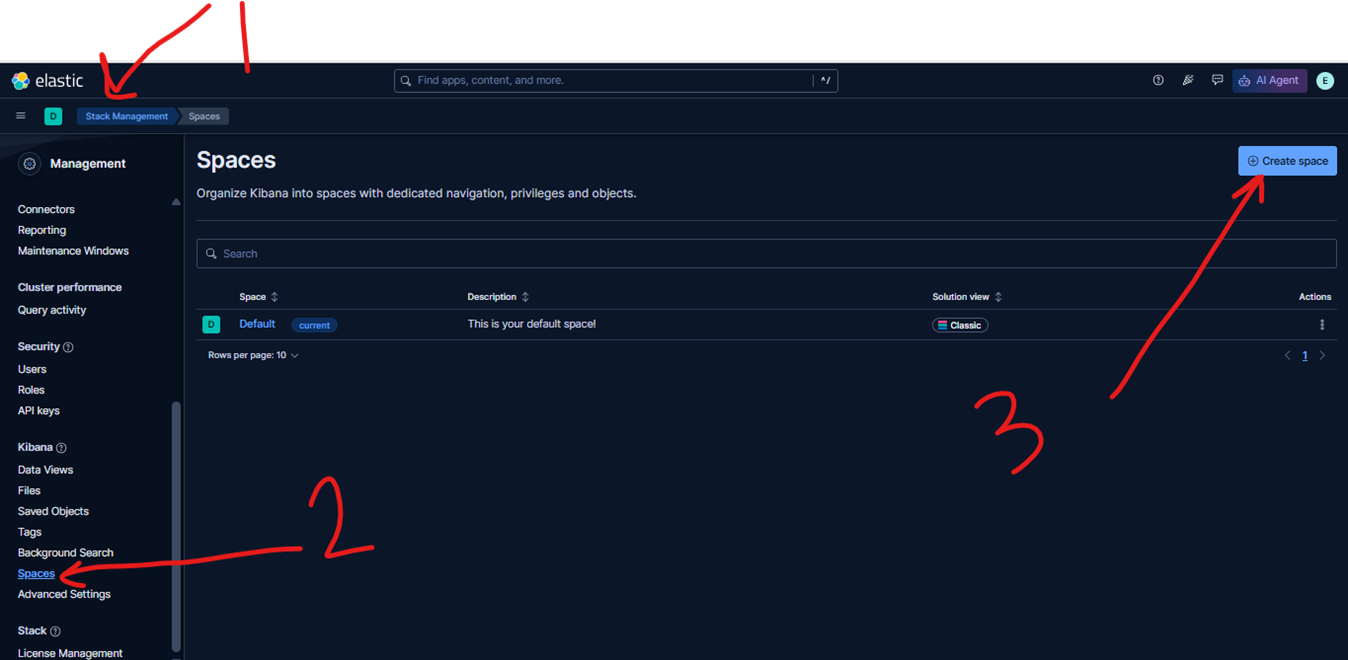 1
elastic
Find apps, content, and more.
^/
AI Agent
E
D
Stack Management
Spaces
Management
Connectors
Reporting
Maintenance Windows
Cluster performance
Query activity
Security
Users
Roles
API keys
Kibana
Data Views
Files
Saved Objects
Tags
Background Search
Spaces
Advanced Settings
Stack
License Management
2
Spaces
Create space
Organize Kibana into spaces with dedicated navigation, privileges and objects.
Search
Space Description Solution view Actions
D Default current This is your default space! Classic
Rows per page: 10
1
3